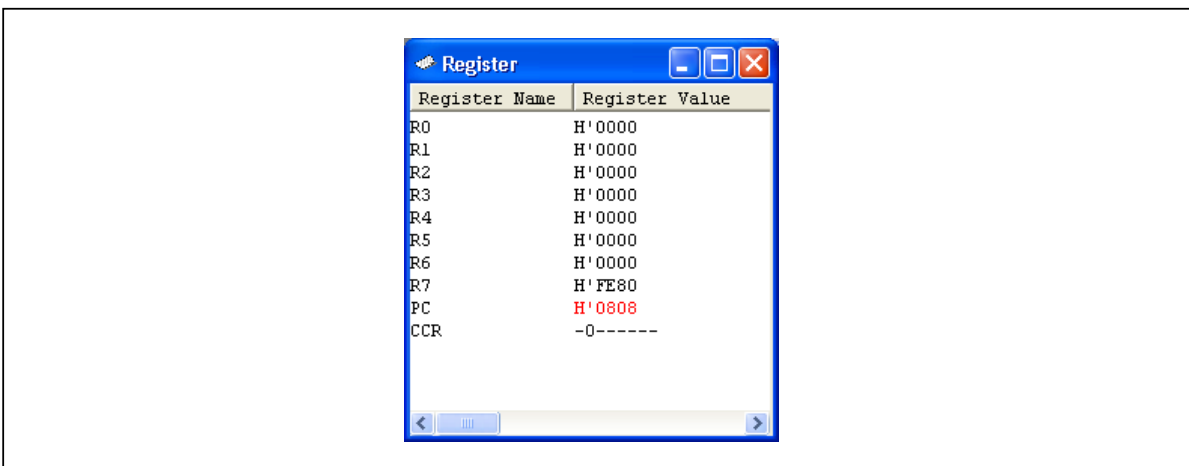 Register
Register Name Register Value
R0 H'0000
R1 H'0000
R2 H'0000
R3 H'0000
R4 H'0000
R5 H'0000
R6 H'0000
R7 H'FE80
PC H'0808
CCR -0------